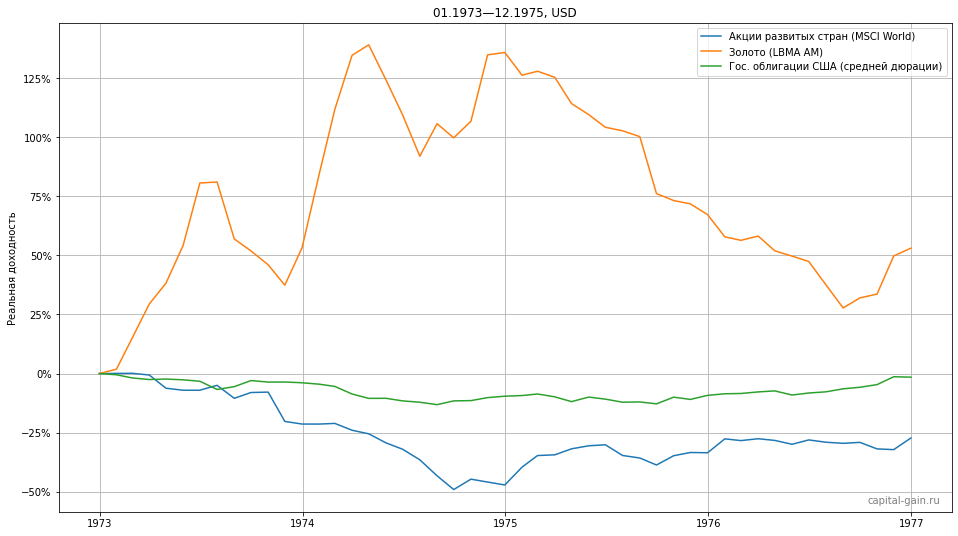 01.1973—12.1975, USD
Акции развитых стран (MSCI World)
Золото (LBMA AM)
Гос. облигации США (средней дюрации)
Реальная доходность
125%
100%
75%
50%
25%
0%
−25%
−50%
1973
1974
1975
1976
1977
capital-gain.ru